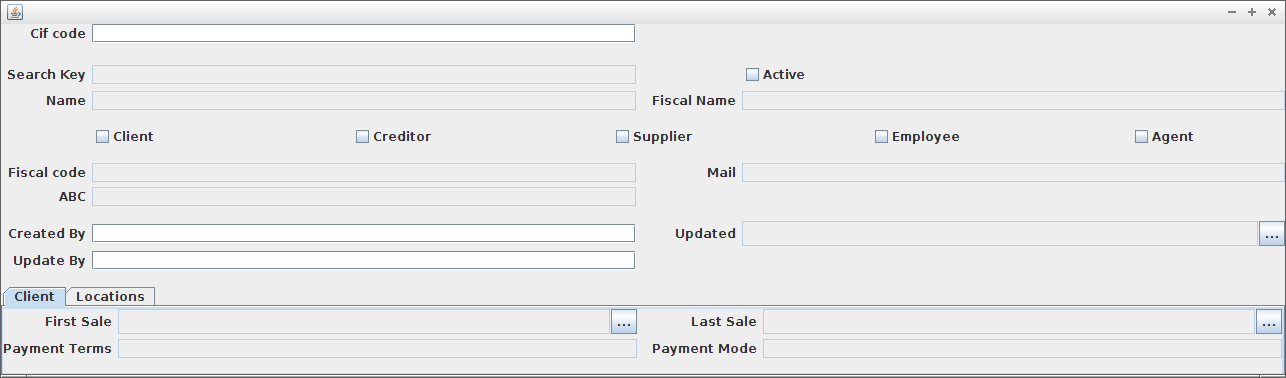 Cif code
Search Key Active
Name Fiscal Name
Client Creditor Supplier Employee Agent
Fiscal code Mail
ABC
Created By Updated ...
Update By
Client Locations
First Sale ... Last Sale ...
Payment Terms Payment Mode